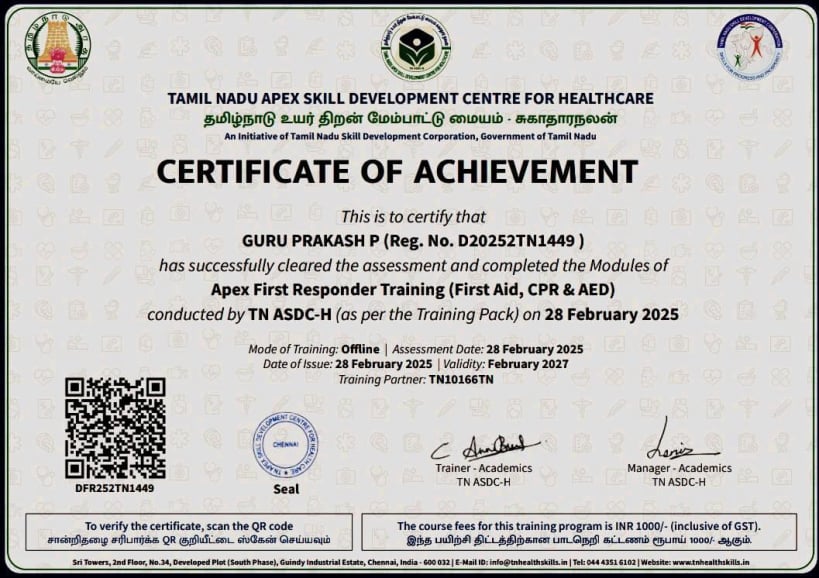 TAMIL NADU APEX SKILL DEVELOPMENT CENTRE FOR HEALTHCARE
தமிழ்நாடு உயர் திறன் மேம்பாட்டு மையம் - சுகாதாரநலன்
An Initiative of Tamil Nadu Skill Development Corporation, Government of Tamil Nadu
CERTIFICATE OF ACHIEVEMENT
This is to certify that
GURU PRAKASH P (Reg. No. D20252TN1449 )
has successfully cleared the assessment and completed the Modules of
Apex First Responder Training (First Aid, CPR & AED)
conducted by TN ASDC-H (as per the Training Pack) on 28 February 2025
Mode of Training: Offline | Assessment Date: 28 February 2025
Date of Issue: 28 February 2025 | Validity: February 2027
Training Partner: TN10166TN
DFR252TN1449
CHENNAI
Seal
Trainer - Academics
TN ASDC-H
Manager - Academics
TN ASDC-H
To verify the certificate, scan the QR code
சான்றிதழை சரிபார்க்க QR குறியீட்டை ஸ்கேன் செய்யவும்
The course fees for this training program is INR 1000/- (inclusive of GST).
இந்த பயிற்சி திட்டத்திற்கான பாடநெறி கட்டணம் ரூபாய் 1000/- ஆகும்.
Sri Towers, 2nd Floor, No.34, Developed Plot (South Phase), Guindy Industrial Estate, Chennai, India - 600 032 | E-Mail ID: info@tnhealthskills.in | Tel: 044 4351 6102 | Website: www.tnhealthskills.in